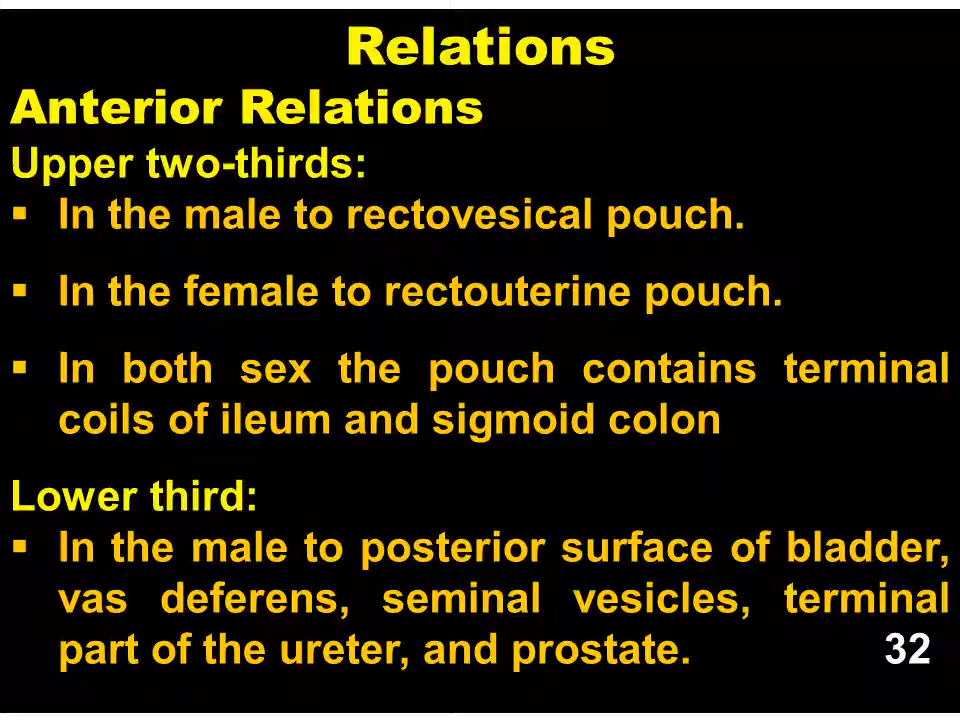 Relations
Anterior Relations
Upper two-thirds:
▪ In the male to rectovesical pouch.
▪ In the female to rectouterine pouch.
▪ In both sex the pouch contains terminal
coils of ileum and sigmoid colon
Lower third:
▪ In the male to posterior surface of bladder,
vas deferens, seminal vesicles, terminal
part of the ureter, and prostate. 32